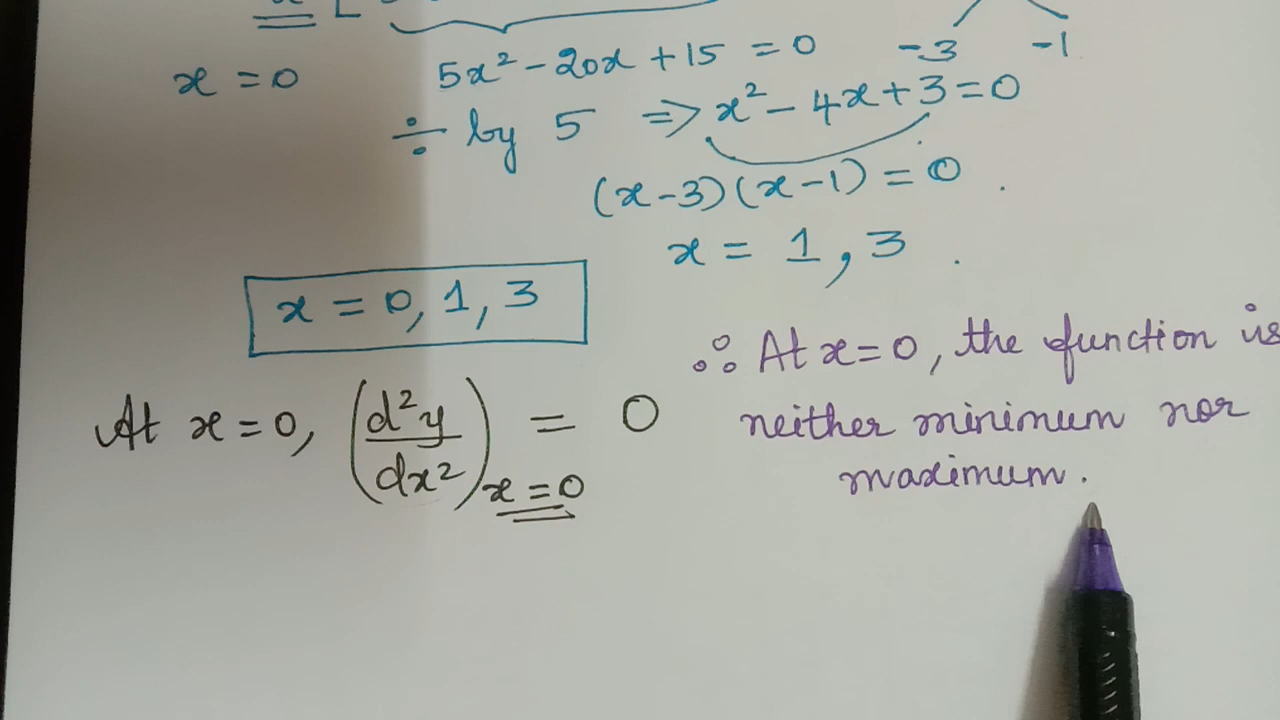 x = 0
5x² - 20x + 15 = 0
-3 -1
÷ by 5 ⇒ x² - 4x + 3 = 0
(x-3)(x-1) = 0
x = 1, 3
x = 0, 1, 3
∴ At x=0, the function is
neither minimum nor
maximum.
At x=0, (d²y/dx²)x=0 = 0